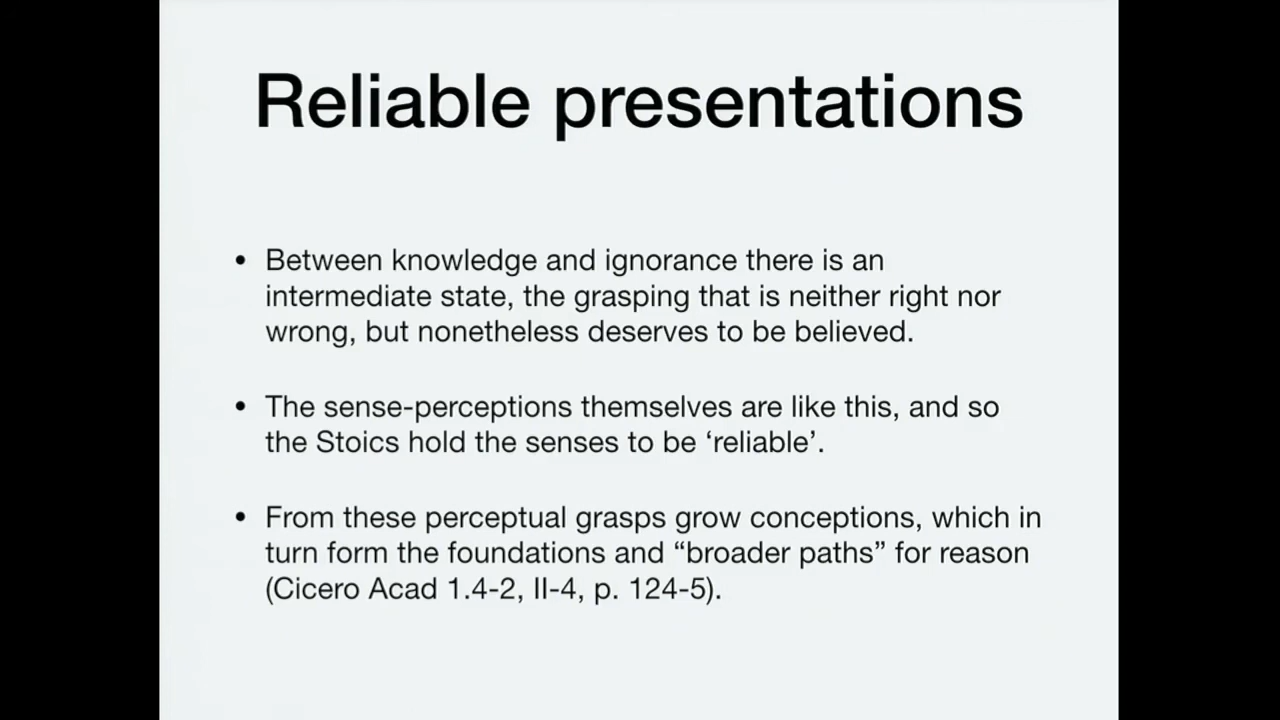 Reliable presentations
• Between knowledge and ignorance there is an
intermediate state, the grasping that is neither right nor
wrong, but nonetheless deserves to be believed.
• The sense-perceptions themselves are like this, and so
the Stoics hold the senses to be ‘reliable’.
• From these perceptual grasps grow conceptions, which in
turn form the foundations and “broader paths” for reason
(Cicero Acad 1.4-2, II-4, p. 124-5).